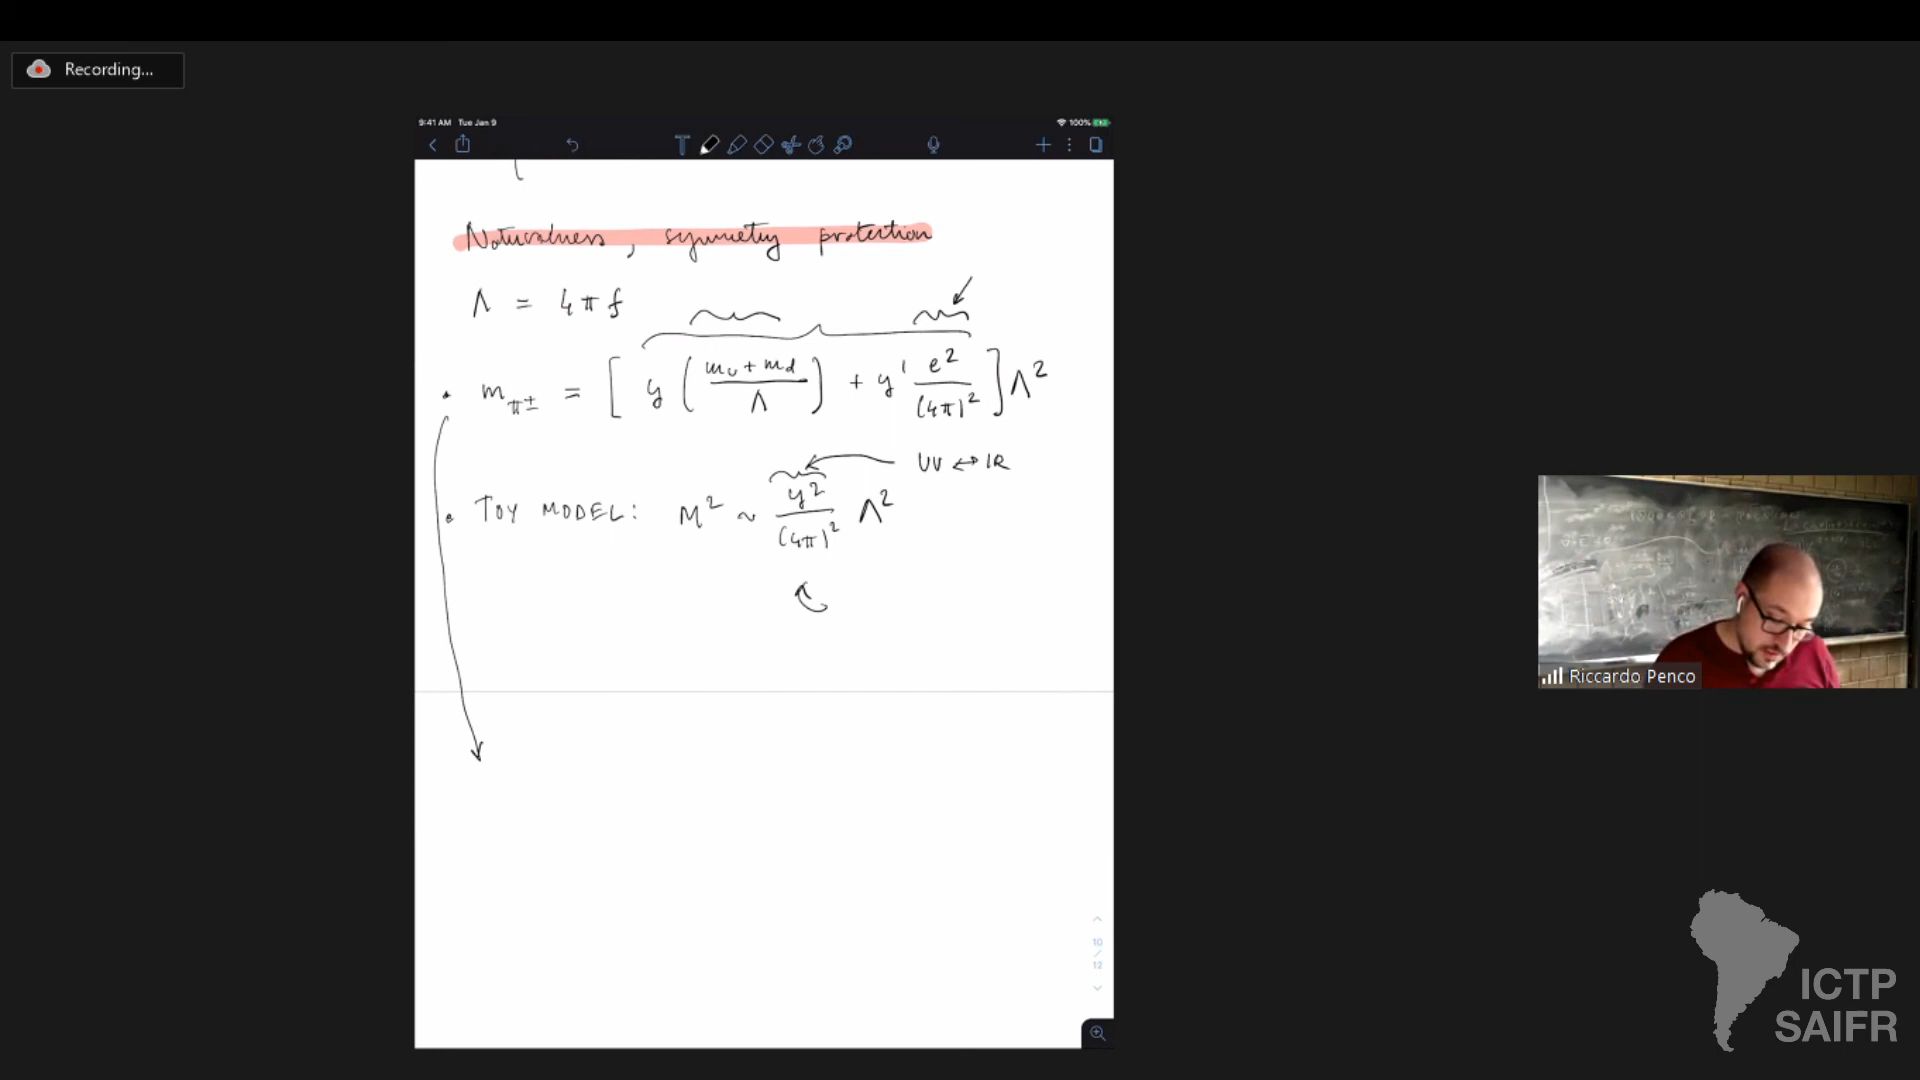 Recording...
9:41 AM Tue Jan 9
100%
Naturalness, symmetry protection
Λ = 4πf
• m_π± = [ y ( (m_u + m_d) / Λ ) + y' e² / (4π)² ] Λ²
UV ↔ IR
• TOY MODEL: M² ~ y² / (4π)² Λ²
Riccardo Penco
10
/
12
ICTP
SAIFR